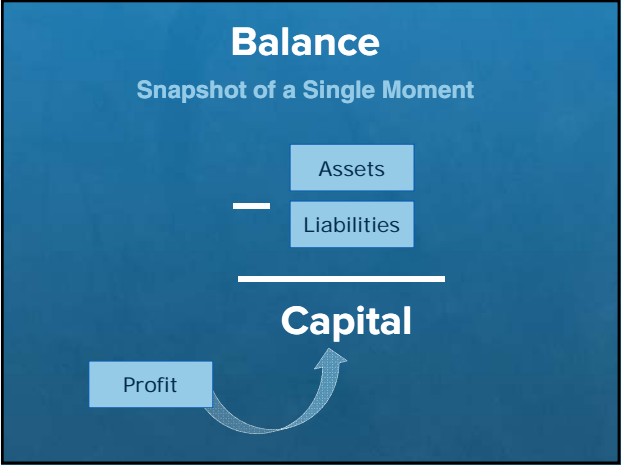 Balance
Snapshot of a Single Moment
Assets
Liabilities
Capital
Profit